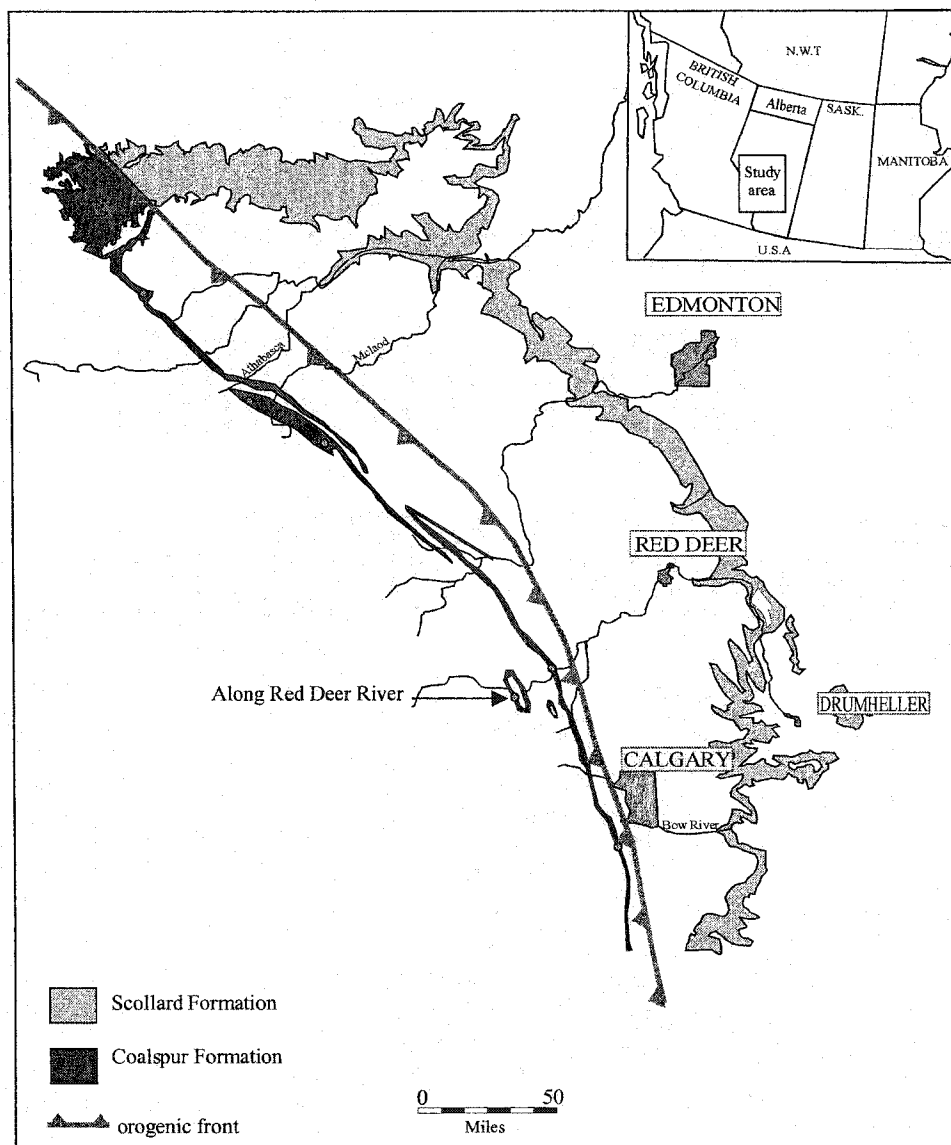 N.W.T
BRITISH
COLUMBIA
Alberta
SASK.
MANITOBA
Study
area
U.S.A
EDMONTON
Athabasca
Mcleod
RED DEER
Along Red Deer River
DRUMHELLER
CALGARY
Bow River
Scollard Formation
Coalspur Formation
orogenic front
0 50
Miles